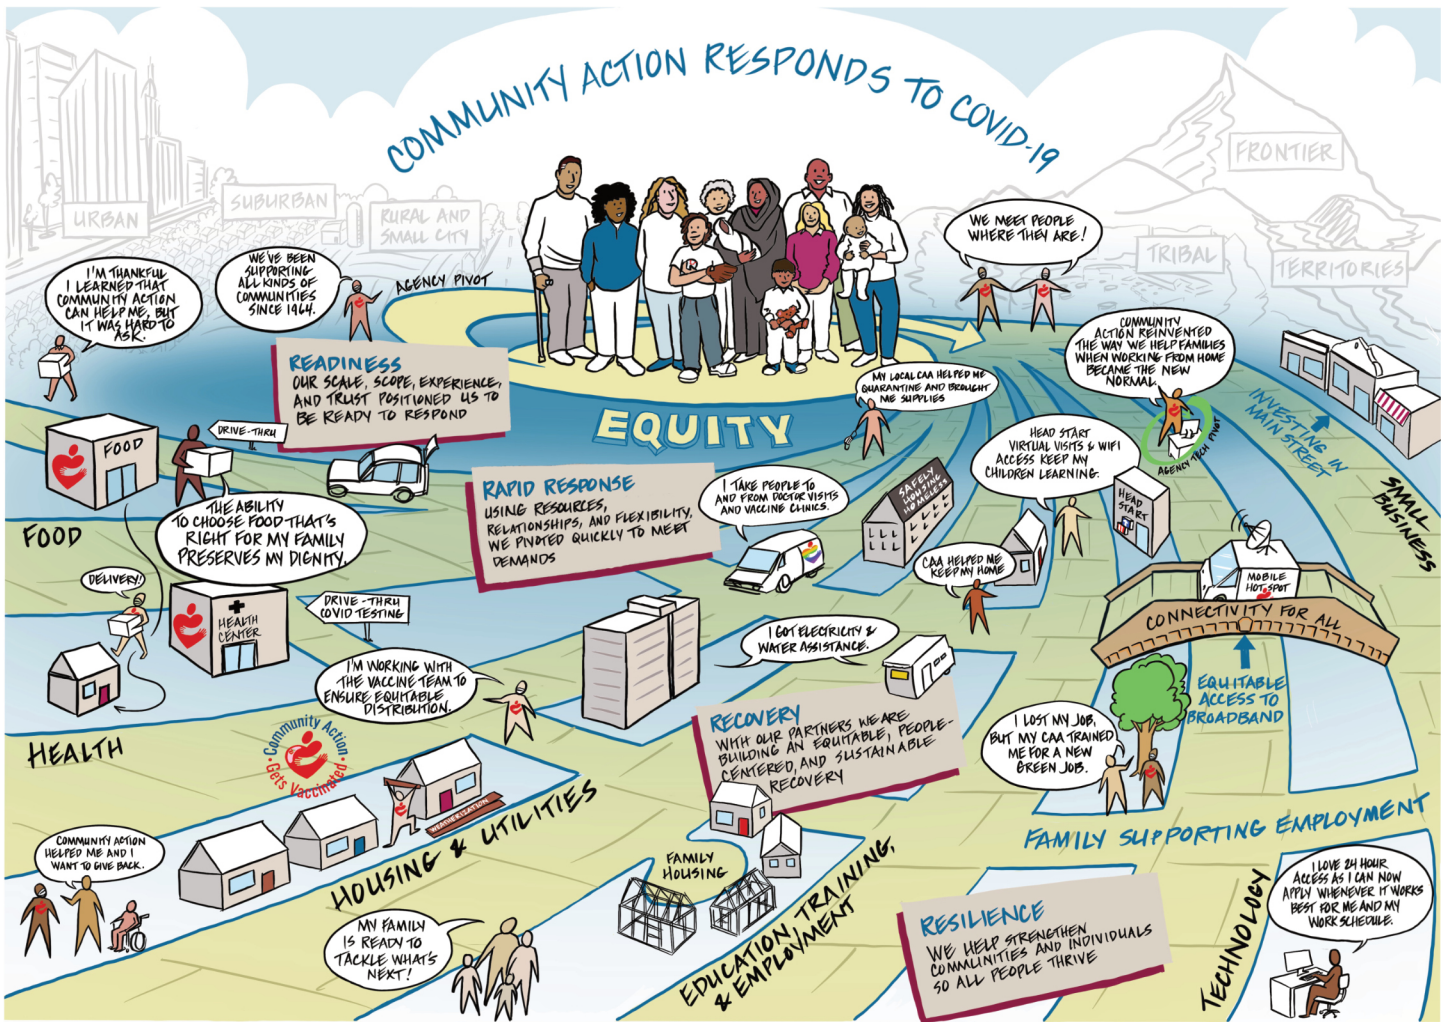 COMMUNITY ACTION RESPONDS TO COVID-19
URBAN
SUBURBAN
RURAL AND
SMALL CITY
FRONTIER
TRIBAL
TERRITORIES
I'M THANKFUL
I LEARNED THAT
COMMUNITY ACTION
CAN HELP ME, BUT
IT WAS HARD TO
ASK.
WE'VE BEEN
SUPPORTING
ALL KINDS OF
COMMUNITIES
SINCE 1964.
AGENCY PIVOT
WE MEET PEOPLE
WHERE THEY ARE!
COMMUNITY
ACTION REINVENTED
THE WAY WE HELP FAMILIES
WHEN WORKING FROM HOME
BECAME THE NEW
NORMAL.
AGENCY TECH PIVOT
READINESS
OUR SCALE, SCOPE, EXPERIENCE,
AND TRUST POSITIONED US TO
BE READY TO RESPOND
EQUITY
MY LOCAL CAA HELPED ME
QUARANTINE AND BROUGHT
ME SUPPLIES
INVESTING IN
MAIN STREET
SMALL
BUSINESS
FOOD
DRIVE-THRU
FOOD
THE ABILITY
TO CHOOSE FOOD THAT'S
RIGHT FOR MY FAMILY
PRESERVES MY DIGNITY.
RAPID RESPONSE
USING RESOURCES,
RELATIONSHIPS, AND FLEXIBILITY,
WE PIVOTED QUICKLY TO MEET
DEMANDS
I TAKE PEOPLE TO
AND FROM DOCTOR VISITS
AND VACCINE CLINICS.
SAFELY
HOUSING
HOMELESS
HEAD START
VIRTUAL VISITS & WIFI
ACCESS KEEP MY
CHILDREN LEARNING.
HEAD
START
CAA HELPED ME
KEEP MY HOME
MOBILE
HOTSPOT
CONNECTIVITY FOR ALL
EQUITABLE
ACCESS TO
BROADBAND
DELIVERY!
HEALTH
CENTER
DRIVE-THRU
COVID TESTING
HEALTH
I'M WORKING WITH
THE VACCINE TEAM TO
ENSURE EQUITABLE
DISTRIBUTION.
Community Action
Gets Vaccinated
I GOT ELECTRICITY &
WATER ASSISTANCE.
RECOVERY
WITH OUR PARTNERS WE ARE
BUILDING AN EQUITABLE, PEOPLE-
CENTERED, AND SUSTAINABLE
RECOVERY
I LOST MY JOB,
BUT MY CAA TRAINED
ME FOR A NEW
GREEN JOB.
FAMILY SUPPORTING EMPLOYMENT
WEATHERIZATION
HOUSING & UTILITIES
COMMUNITY ACTION
HELPED ME AND I
WANT TO GIVE BACK.
MY FAMILY
IS READY TO
TACKLE WHAT'S
NEXT!
FAMILY
HOUSING
EDUCATION, TRAINING,
& EMPLOYMENT
RESILIENCE
WE HELP STRENGTHEN
COMMUNITIES AND INDIVIDUALS
SO ALL PEOPLE THRIVE
TECHNOLOGY
I LOVE 24 HOUR
ACCESS AS I CAN NOW
APPLY WHENEVER IT WORKS
BEST FOR ME AND MY
WORK SCHEDULE.